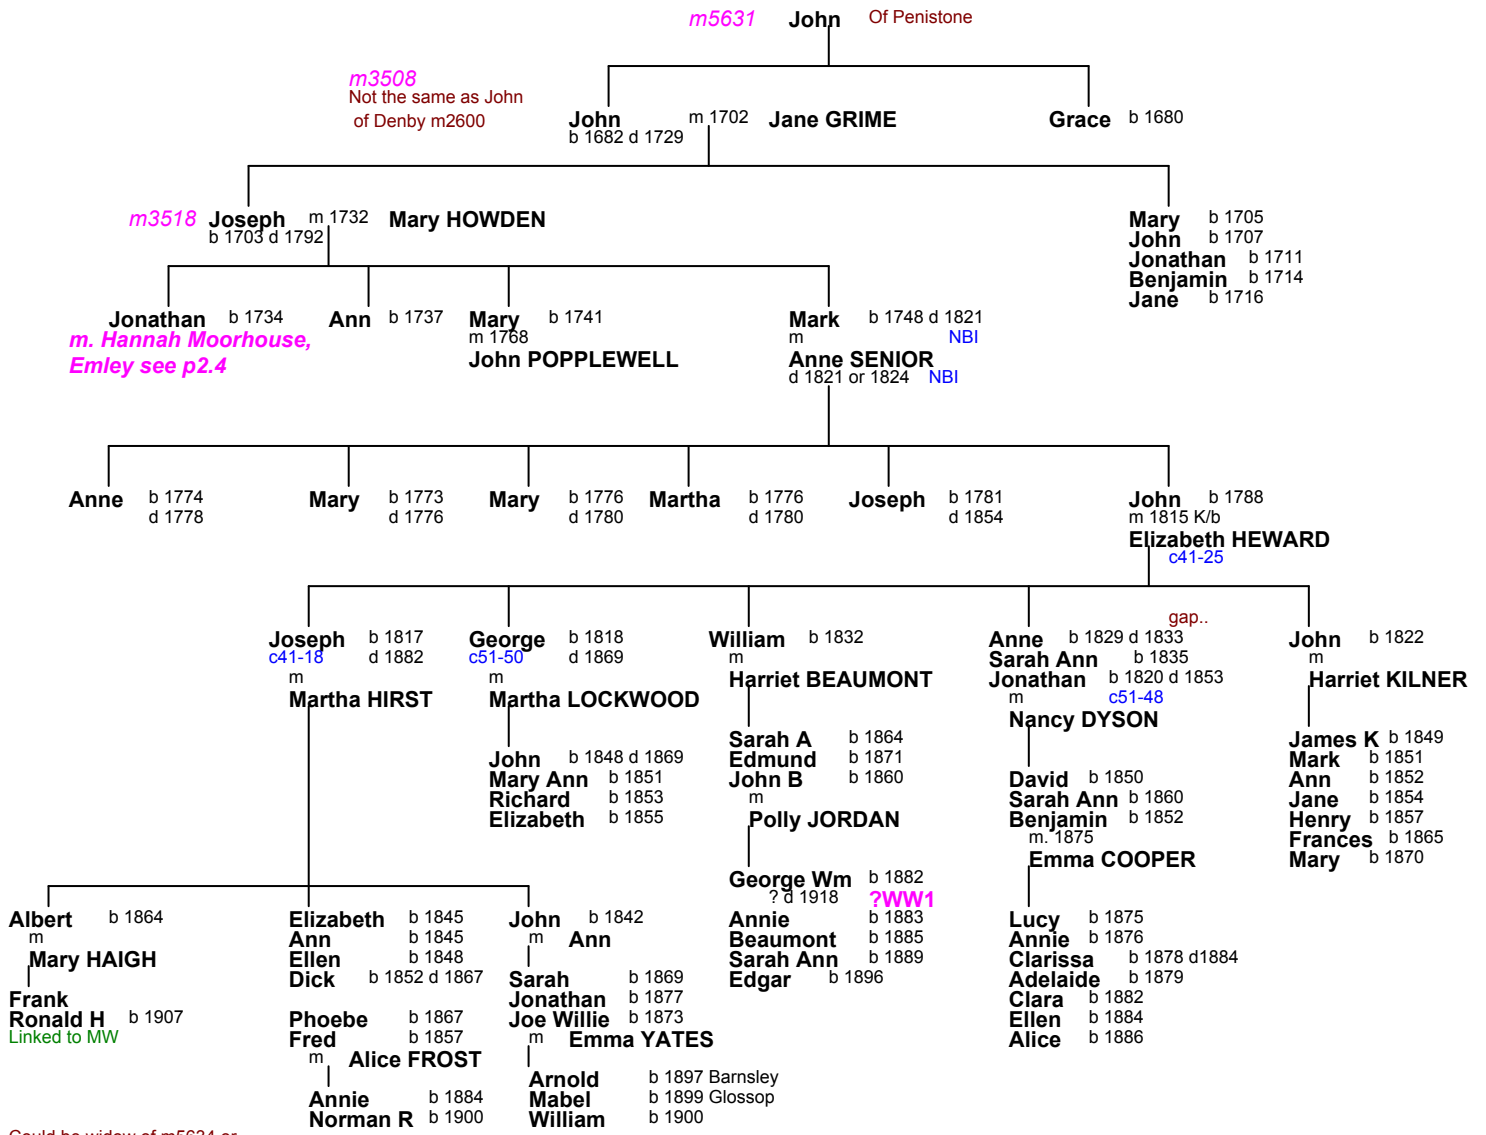 m5631 John Of Penistone
m3508
Not the same as John
of Denby m2600
John m 1702 Jane GRIME Grace b 1680
b 1682 d 1729
m3518 Joseph m 1732 Mary HOWDEN
b 1703 d 1792
Mary b 1705
John b 1707
Jonathan b 1711
Benjamin b 1714
Jane b 1716
Jonathan b 1734
m. Hannah Moorhouse,
Emley see p2.4
Ann b 1737
Mary b 1741
m 1768
John POPPLEWELL
Mark b 1748 d 1821
m NBI
Anne SENIOR
d 1821 or 1824 NBI
Anne b 1774
d 1778
Mary b 1773
d 1776
Mary b 1776
d 1780
Martha b 1776
d 1780
Joseph b 1781
d 1854
John b 1788
m 1815 K/b
Elizabeth HEWARD
c41-25
Joseph b 1817
c41-18 d 1882
m
Martha HIRST
George b 1818
c51-50 d 1869
m
Martha LOCKWOOD
John b 1848 d 1869
Mary Ann b 1851
Richard b 1853
Elizabeth b 1855
William b 1832
m
Harriet BEAUMONT
Sarah A b 1864
Edmund b 1871
John B b 1860
m
Polly JORDAN
George Wm b 1882
? d 1918 ?WW1
Annie b 1883
Beaumont b 1885
Sarah Ann b 1889
Edgar b 1896
gap..
Anne b 1829 d 1833
Sarah Ann b 1835
Jonathan b 1820 d 1853
m c51-48
Nancy DYSON
David b 1850
Sarah Ann b 1860
Benjamin b 1852
m. 1875
Emma COOPER
Lucy b 1875
Annie b 1876
Clarissa b 1878 d1884
Adelaide b 1879
Clara b 1882
Ellen b 1884
Alice b 1886
John b 1822
m
Harriet KILNER
James K b 1849
Mark b 1851
Ann b 1852
Jane b 1854
Henry b 1857
Frances b 1865
Mary b 1870
Albert b 1864
m
Mary HAIGH
Frank
Ronald H b 1907
Linked to MW
Elizabeth b 1845
Ann b 1845
Ellen b 1848
Dick b 1852 d 1867
Phoebe b 1867
Fred b 1857
m Alice FROST
Annie b 1884
Norman R b 1900
John b 1842
m Ann
Sarah b 1869
Jonathan b 1877
Joe Willie b 1873
m Emma YATES
Arnold b 1897 Barnsley
Mabel b 1899 Glossop
William b 1900
Could be widow of m5634 or